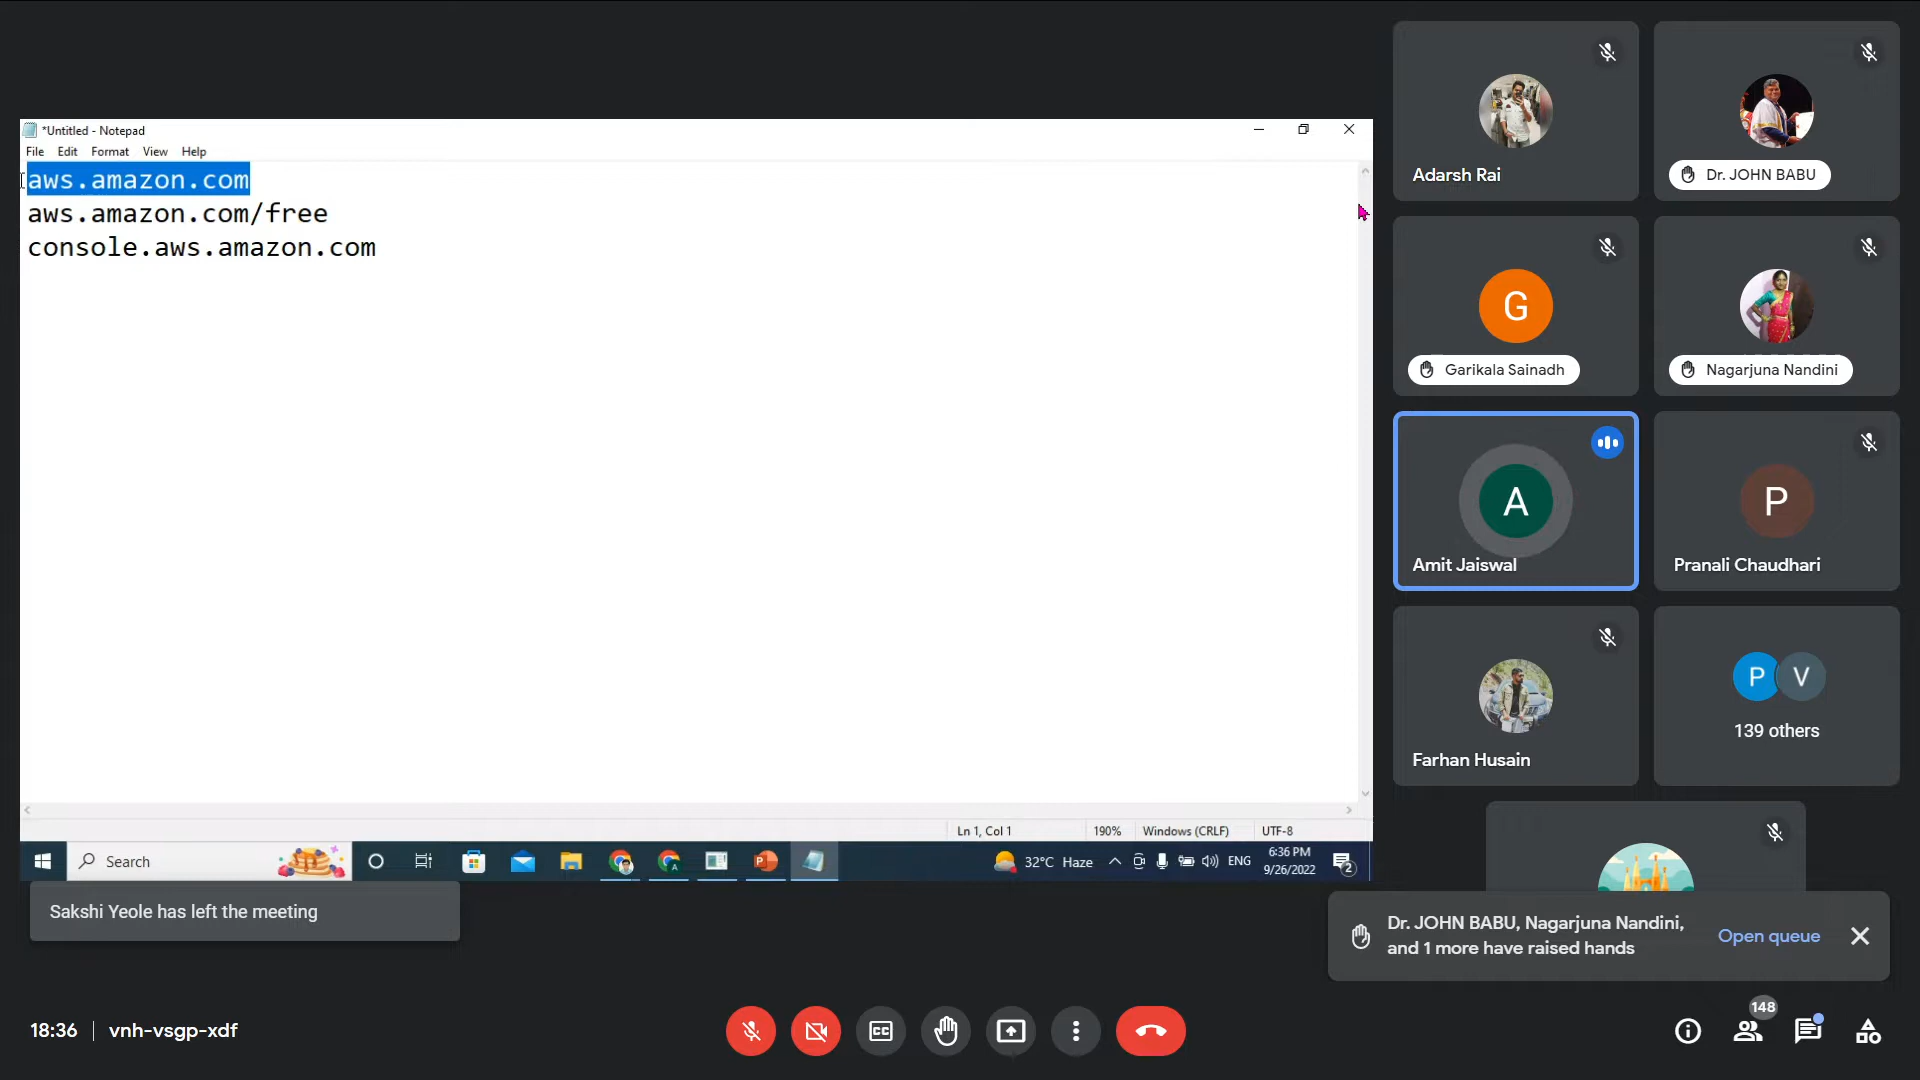 *Untitled - Notepad
File Edit Format View Help
aws.amazon.com
aws.amazon.com/free
console.aws.amazon.com
Ln 1, Col 1 190% Windows (CRLF) UTF-8
Search
32°C Haze
ENG
6:36 PM
9/26/2022
2
Sakshi Yeole has left the meeting
18:36 | vnh-vsgp-xdf
Adarsh Rai
Dr. JOHN BABU
G
Garikala Sainadh
Nagarjuna Nandini
A
Amit Jaiswal
P
Pranali Chaudhari
Farhan Husain
P V
139 others
Dr. JOHN BABU, Nagarjuna Nandini,
and 1 more have raised hands
Open queue
148